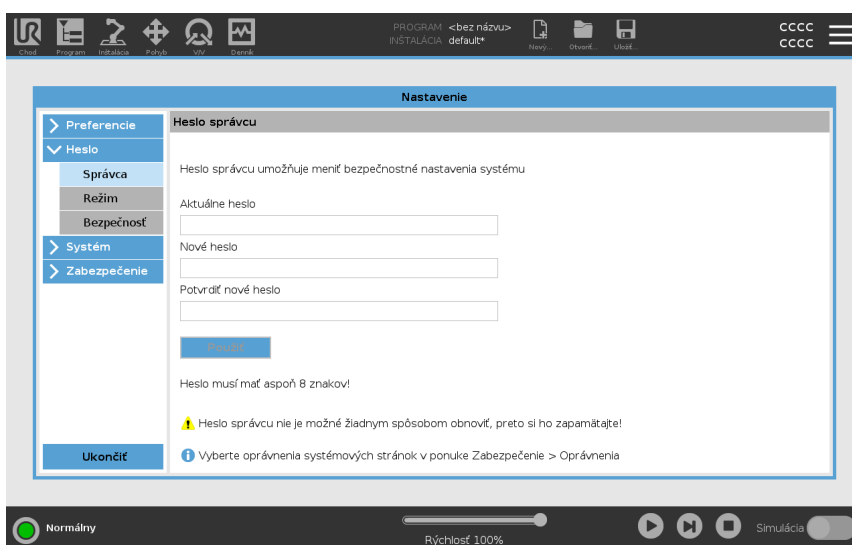 UR
PROGRAM <bez názvu>
INŠTALÁCIA default*
Chod Program Inštalácia Pohyb V/V Denník Nový... Otvoriť... Uložiť...
CCCC
CCCC
Nastavenie
Preferencie
Heslo
Správca
Režim
Bezpečnosť
Systém
Zabezpečenie
Ukončiť
Heslo správcu
Heslo správcu umožňuje meniť bezpečnostné nastavenia systému
Aktuálne heslo
Nové heslo
Potvrdiť nové heslo
Použiť
Heslo musí mať aspoň 8 znakov!
Heslo správcu nie je možné žiadnym spôsobom obnoviť, preto si ho zapamätajte!
Vyberte oprávnenia systémových stránok v ponuke Zabezpečenie > Oprávnenia
Normálny
Rýchlosť 100%
Simulácia